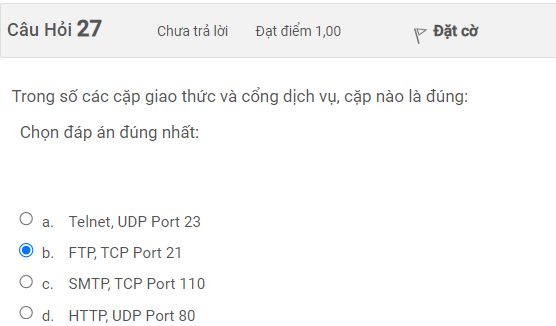 Câu Hỏi 27 Chưa trả lời Đạt điểm 1,00 Đặt cờ
Trong số các cặp giao thức và cổng dịch vụ, cặp nào là đúng:
Chọn đáp án đúng nhất:
a. Telnet, UDP Port 23
b. FTP, TCP Port 21
c. SMTP, TCP Port 110
d. HTTP, UDP Port 80